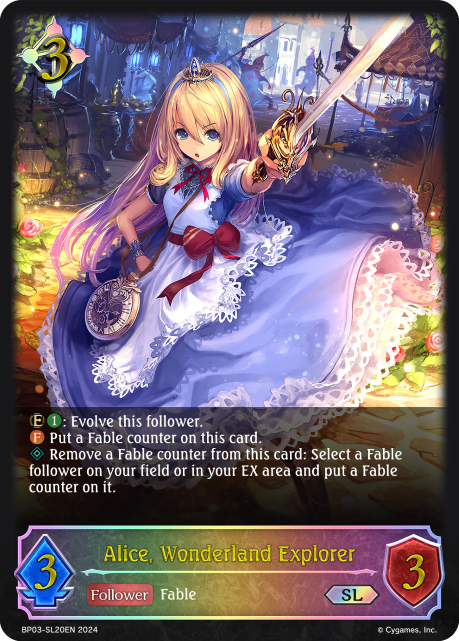 3
E 1 : Evolve this follower.
F Put a Fable counter on this card.
Remove a Fable counter from this card: Select a Fable
follower on your field or in your EX area and put a Fable
counter on it.
Alice, Wonderland Explorer
3
Follower Fable
SL
3
BP03-SL20EN 2024
© Cygames, Inc.